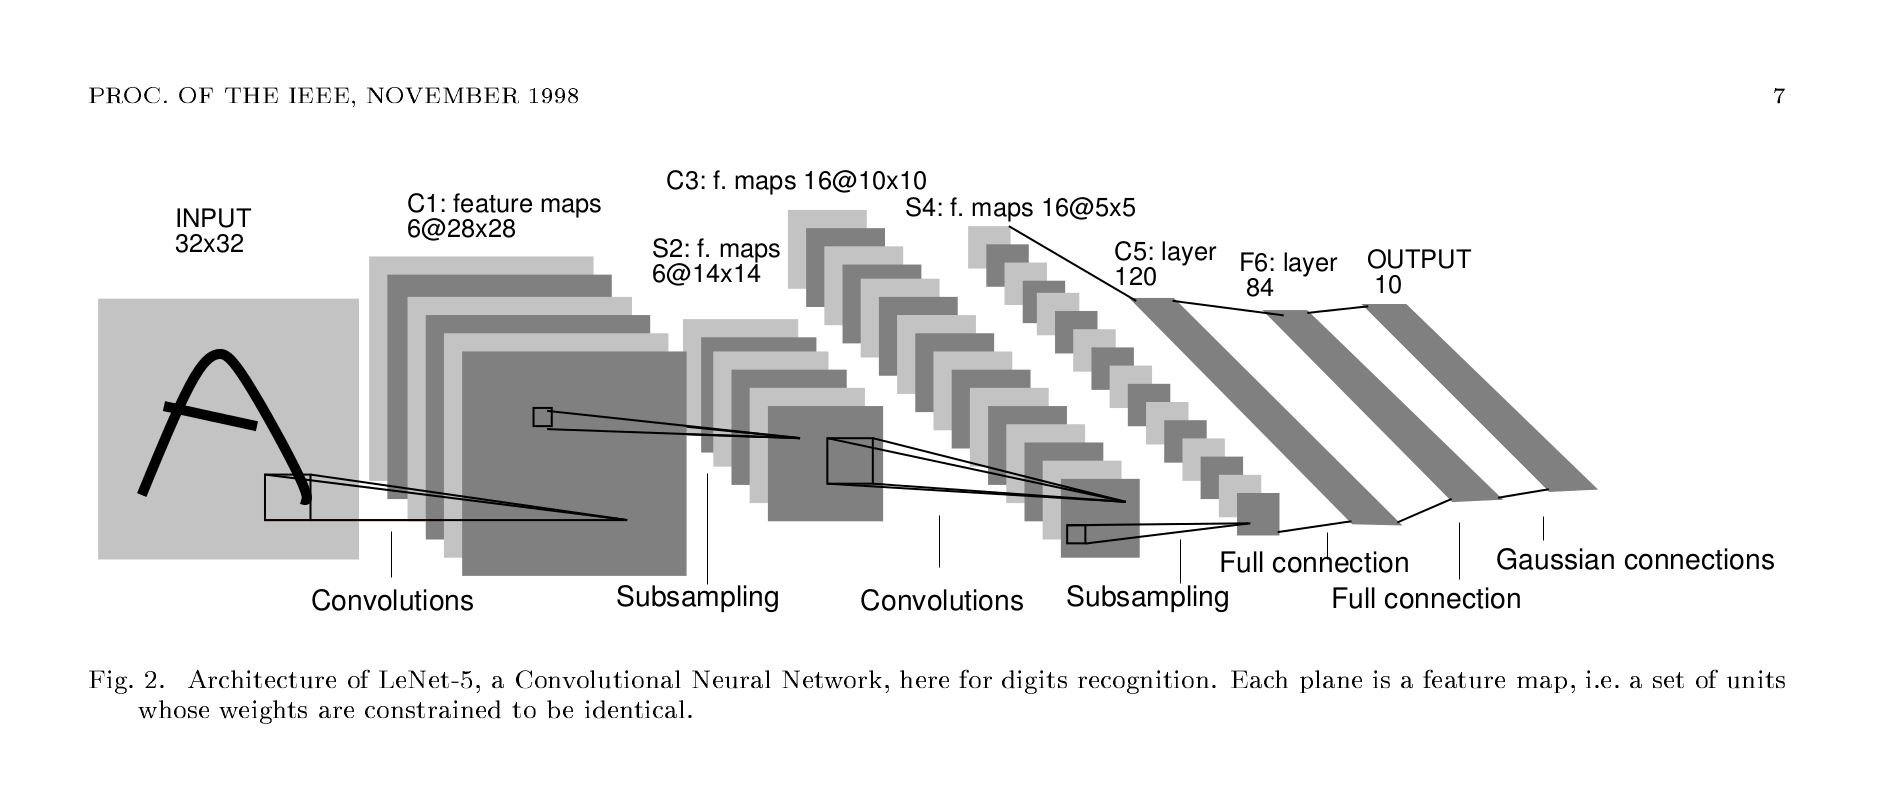 PROC. OF THE IEEE, NOVEMBER 1998 7
C3: f. maps 16@10x10
INPUT
32x32
C1: feature maps
6@28x28
S2: f. maps
6@14x14
S4: f. maps 16@5x5
C5: layer
120
F6: layer
84
OUTPUT
10
Convolutions
Subsampling
Convolutions
Subsampling
Full connection
Full connection
Gaussian connections
Fig. 2. Architecture of LeNet-5, a Convolutional Neural Network, here for digits recognition. Each plane is a feature map, i.e. a set of units
whose weights are constrained to be identical.
A